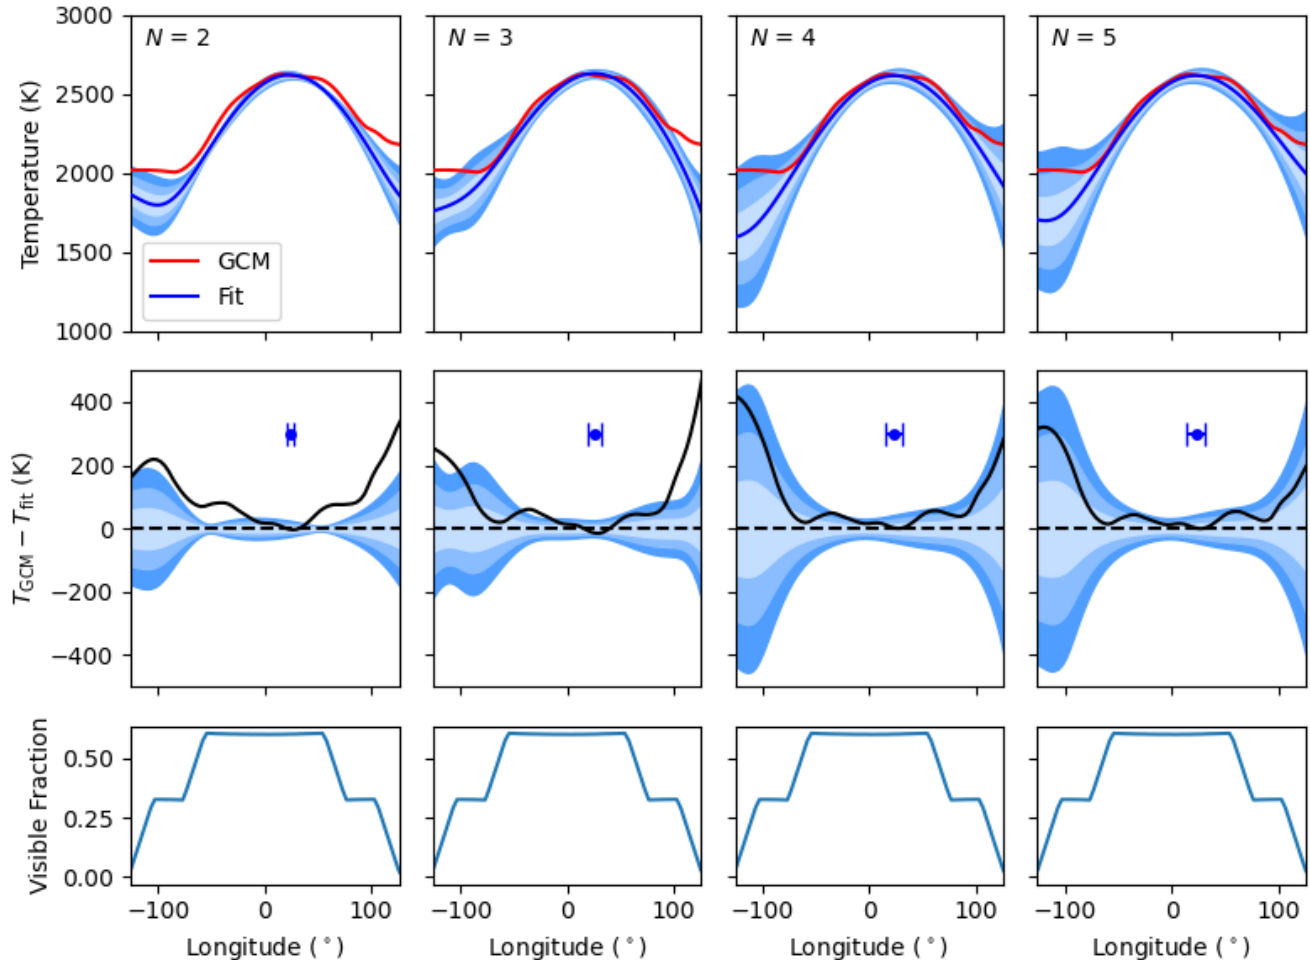 N = 2
N = 3
N = 4
N = 5
Temperature (K)
3000
2500
2000
1500
1000
GCM
Fit
T_GCM − T_fit (K)
400
200
0
−200
−400
Visible Fraction
0.50
0.25
0.00
−100 0 100 −100 0 100 −100 0 100 −100 0 100
Longitude (°) Longitude (°) Longitude (°) Longitude (°)